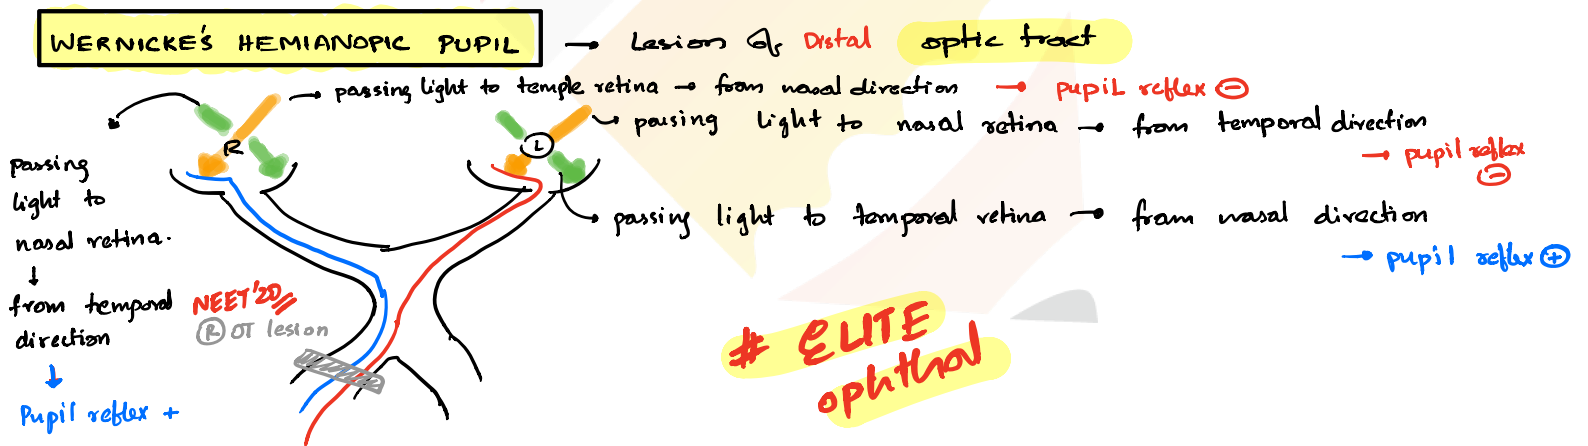 WERNICKE'S HEMIANOPIC PUPIL → Lesion of Distal optic tract
→ passing light to temple retina → from nasal direction → pupil reflex ⊖
R
L
→ passing light to nasal retina → from temporal direction
→ pupil reflex
⊖
passing
light to
nasal retina.
↓
from temporal
direction
↓
Pupil reflex +
→ passing light to temporal retina → from nasal direction
→ pupil reflex ⊕
NEET'20
Ⓡ OT lesion
# ELITE
ophthal